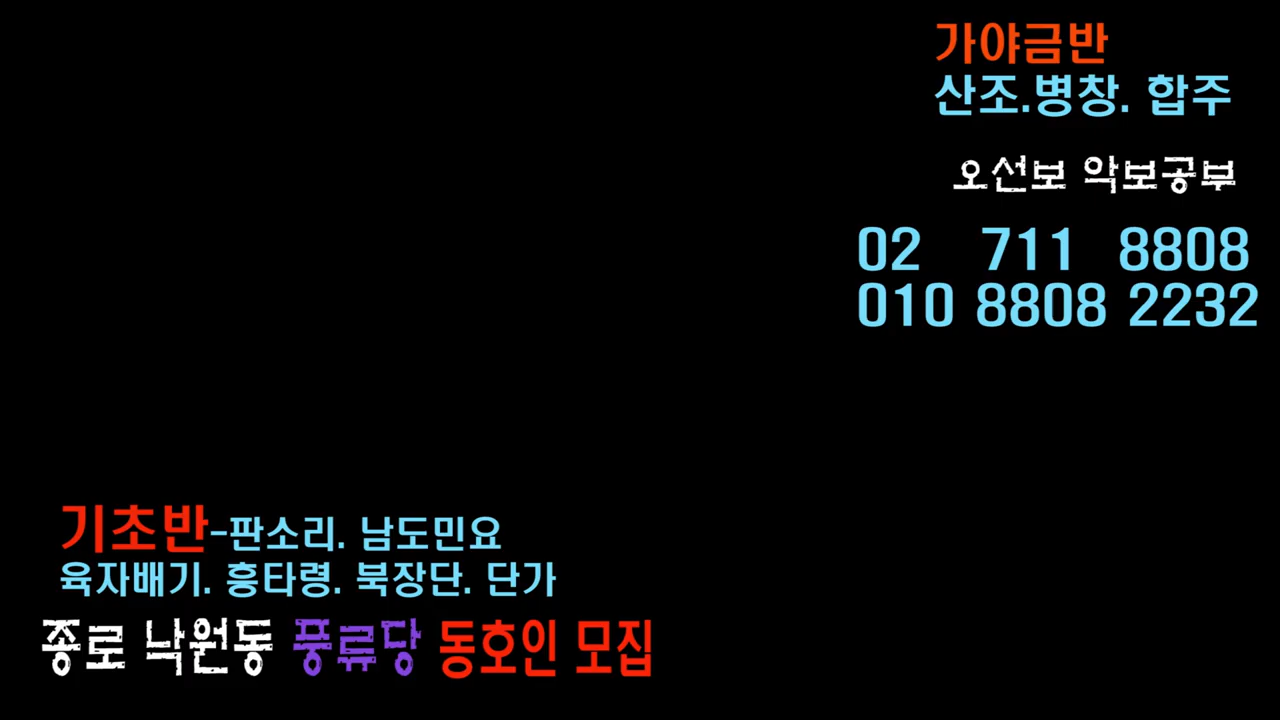 가야금반
산조.병창. 합주
오선보 악보공부
02 711 8808
010 8808 2232
기초반-판소리. 남도민요
육자배기. 흥타령. 북장단. 단가
종로 낙원동 풍류당 동호인 모집